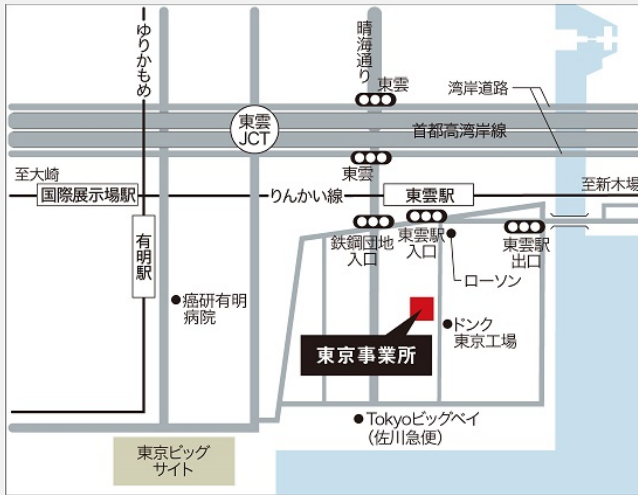 ゆりかもめ
晴海通り
東雲
湾岸道路
東雲
JCT
首都高湾岸線
東雲
至大崎
国際展示場駅
りんかい線
東雲駅
至新木場
有明駅
鉄鋼団地
入口
東雲駅
入口
東雲駅
出口
ローソン
癌研有明
病院
ドンク
東京工場
東京事業所
Tokyoビッグベイ
(佐川急便)
東京ビッグ
サイト